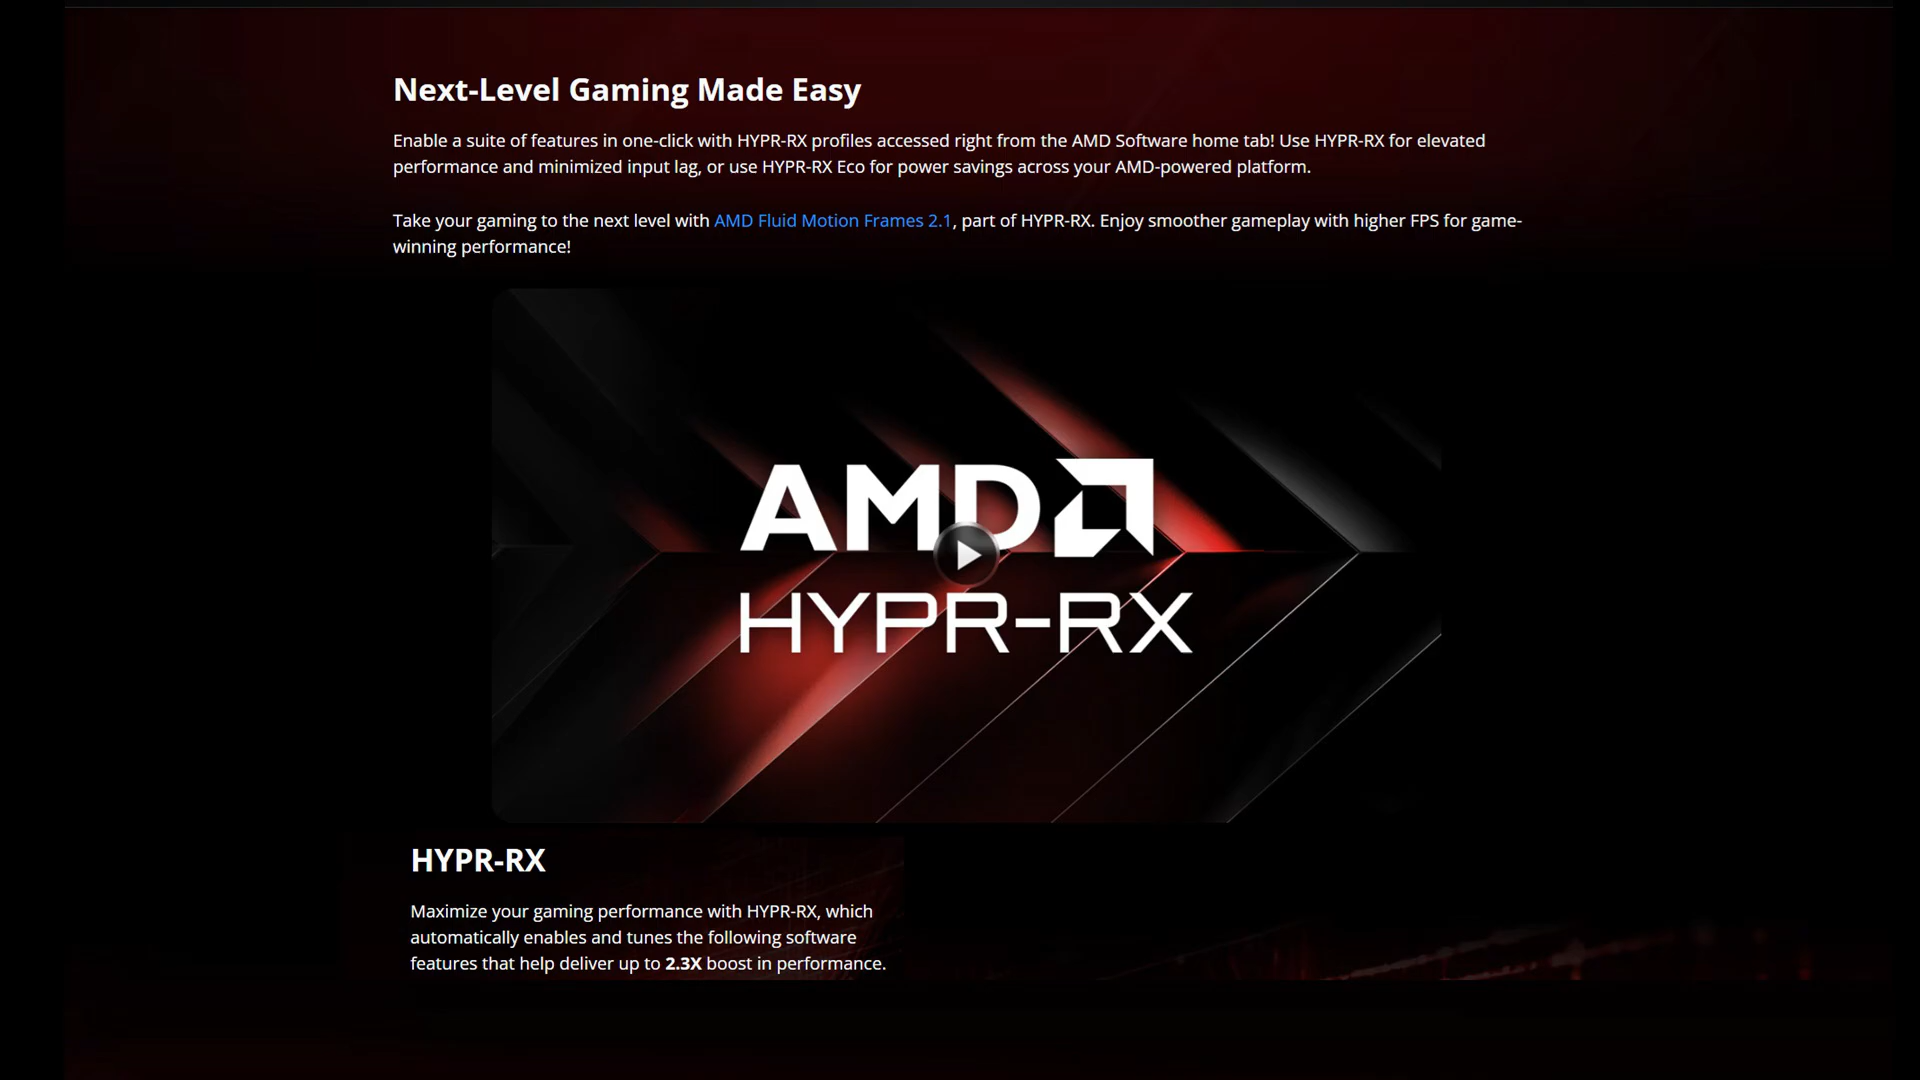 Next-Level Gaming Made Easy
Enable a suite of features in one-click with HYPR-RX profiles accessed right from the AMD Software home tab! Use HYPR-RX for elevated
performance and minimized input lag, or use HYPR-RX Eco for power savings across your AMD-powered platform.
Take your gaming to the next level with AMD Fluid Motion Frames 2.1, part of HYPR-RX. Enjoy smoother gameplay with higher FPS for game-
winning performance!
AMD
HYPR-RX
HYPR-RX
Maximize your gaming performance with HYPR-RX, which
automatically enables and tunes the following software
features that help deliver up to 2.3X boost in performance.